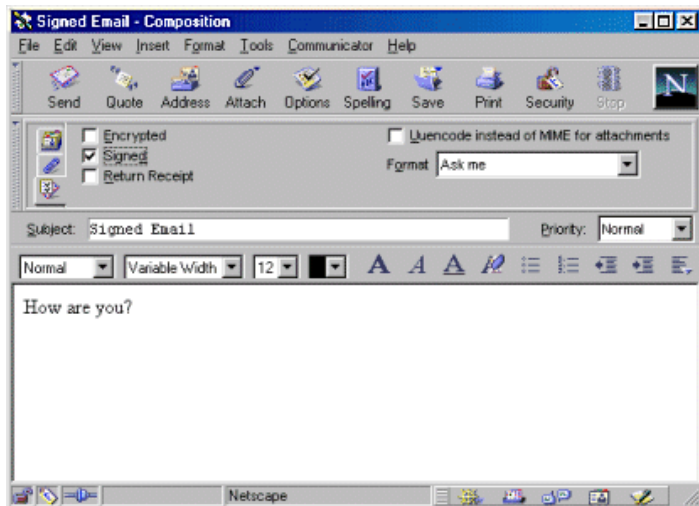 Signed Email - Composition
File Edit View Insert Format Tools Communicator Help
Send Quote Address Attach Options Spelling Save Print Security Stop N
Encrypted Uuencode instead of MIME for attachments
Signed Format Ask me
Return Receipt
Subject: Signed Email Priority: Normal
Normal Variable Width 12 A A A
How are you?
Netscape